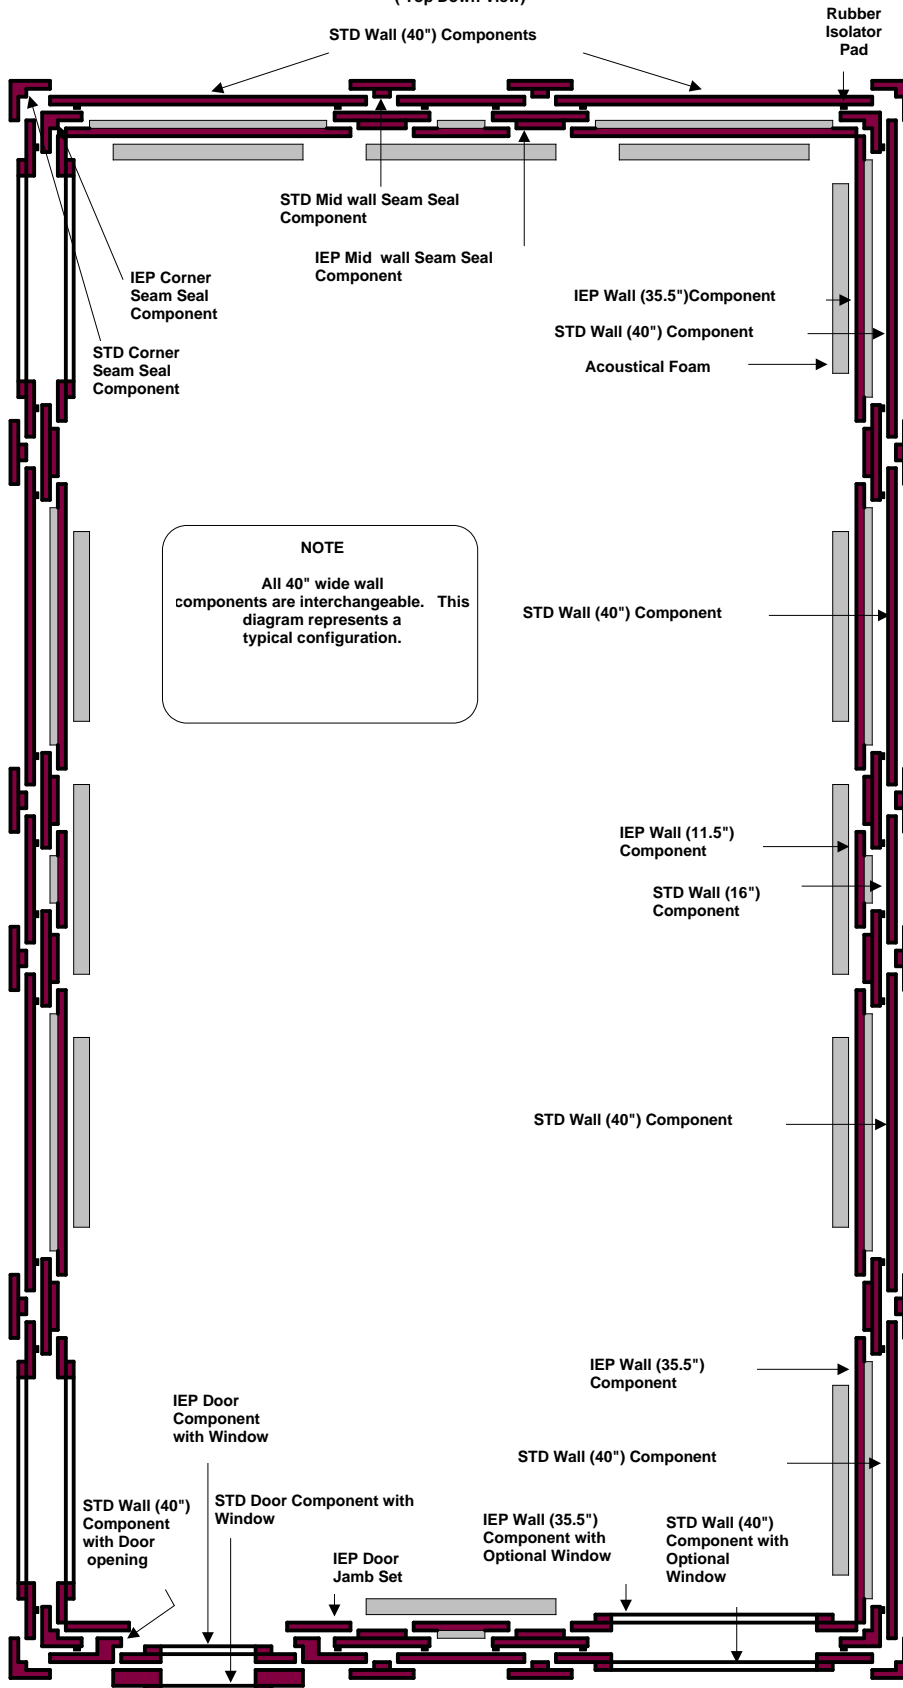 ( Top Down View)
STD Wall (40") Components
Rubber
Isolator
Pad
STD Mid wall Seam Seal
Component
IEP Mid wall Seam Seal
Component
IEP Corner
Seam Seal
Component
IEP Wall (35.5")Component
STD Wall (40") Component
STD Corner
Seam Seal
Component
Acoustical Foam
NOTE
All 40" wide wall
components are interchangeable. This
diagram represents a
typical configuration.
STD Wall (40") Component
IEP Wall (11.5")
Component
STD Wall (16")
Component
STD Wall (40") Component
IEP Wall (35.5")
Component
IEP Door
Component
with Window
STD Wall (40") Component
STD Wall (40")
Component
with Door
opening
STD Door Component with
Window
IEP Door
Jamb Set
IEP Wall (35.5")
Component with
Optional Window
STD Wall (40")
Component with
Optional
Window